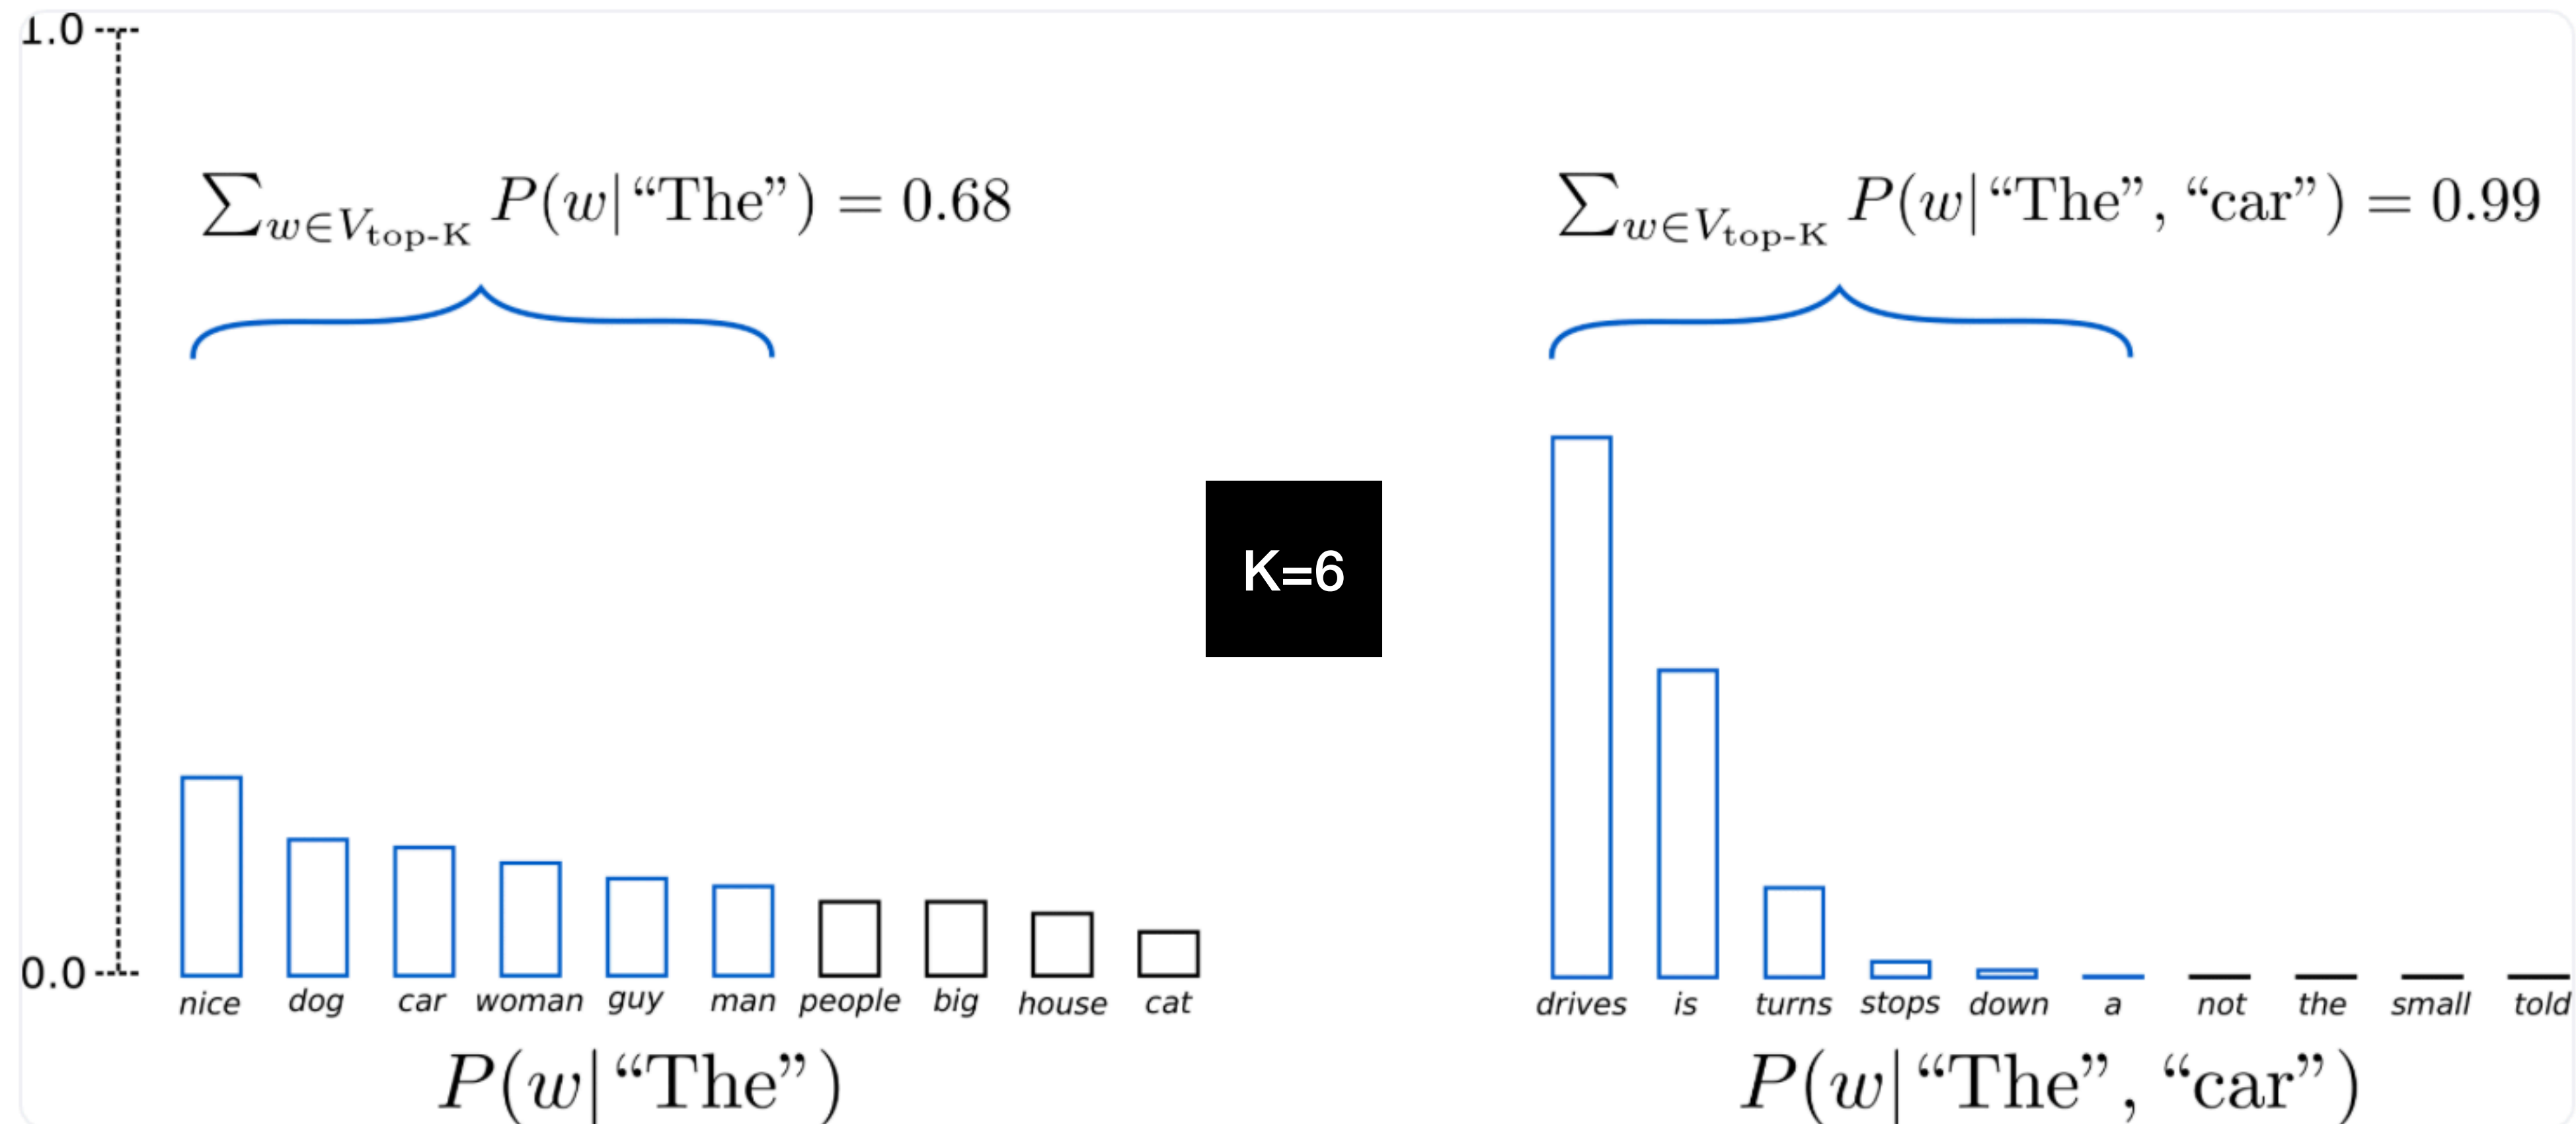 1.0
∑w∈Vtop-K P(w|“The”) = 0.68
∑w∈Vtop-K P(w|“The”, “car”) = 0.99
K=6
0.0
nice dog car woman guy man people big house cat
drives is turns stops down a not the small told
P(w|“The”)
P(w|“The”, “car”)